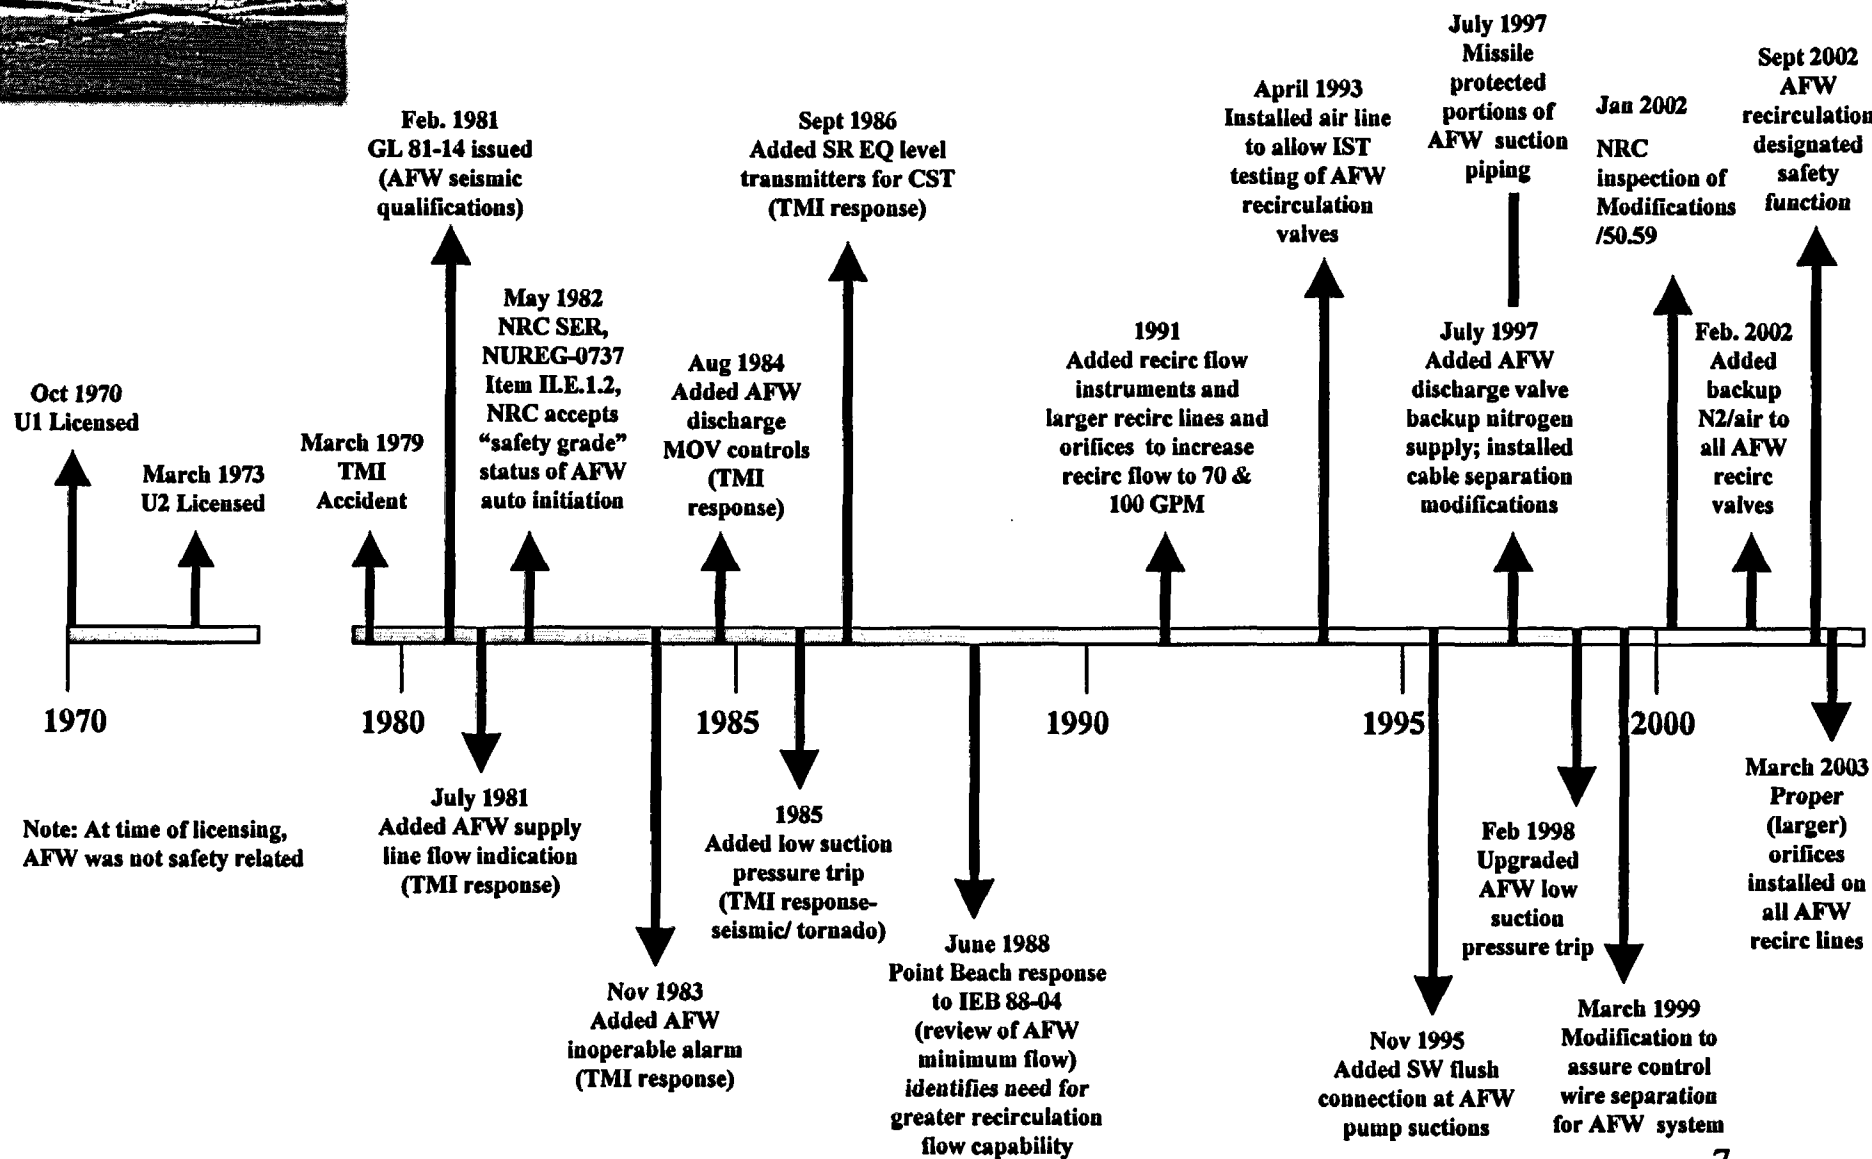 Oct 1970
U1 Licensed
March 1973
U2 Licensed
March 1979
TMI
Accident
Feb. 1981
GL 81-14 issued
(AFW seismic
qualifications)
May 1982
NRC SER,
NUREG-0737
Item II.E.1.2,
NRC accepts
“safety grade”
status of AFW
auto initiation
Aug 1984
Added AFW
discharge
MOV controls
(TMI
response)
Sept 1986
Added SR EQ level
transmitters for CST
(TMI response)
1991
Added recirc flow
instruments and
larger recirc lines and
orifices to increase
recirc flow to 70 &
100 GPM
April 1993
Installed air line
to allow IST
testing of AFW
recirculation
valves
July 1997
Missile
protected
portions of
AFW suction
piping
July 1997
Added AFW
discharge valve
backup nitrogen
supply; installed
cable separation
modifications
Jan 2002
NRC
inspection of
Modifications
/50.59
Feb. 2002
Added
backup
N2/air to
all AFW
recirc
valves
Sept 2002
AFW
recirculation
designated
safety
function
1970
1980
1985
1990
1995
2000
Note: At time of licensing,
AFW was not safety related
July 1981
Added AFW supply
line flow indication
(TMI response)
Nov 1983
Added AFW
inoperable alarm
(TMI response)
1985
Added low suction
pressure trip
(TMI response-
seismic/ tornado)
June 1988
Point Beach response
to IEB 88-04
(review of AFW
minimum flow)
identifies need for
greater recirculation
flow capability
Nov 1995
Added SW flush
connection at AFW
pump suctions
Feb 1998
Upgraded
AFW low
suction
pressure trip
March 1999
Modification to
assure control
wire separation
for AFW system
March 2003
Proper
(larger)
orifices
installed on
all AFW
recirc lines
7